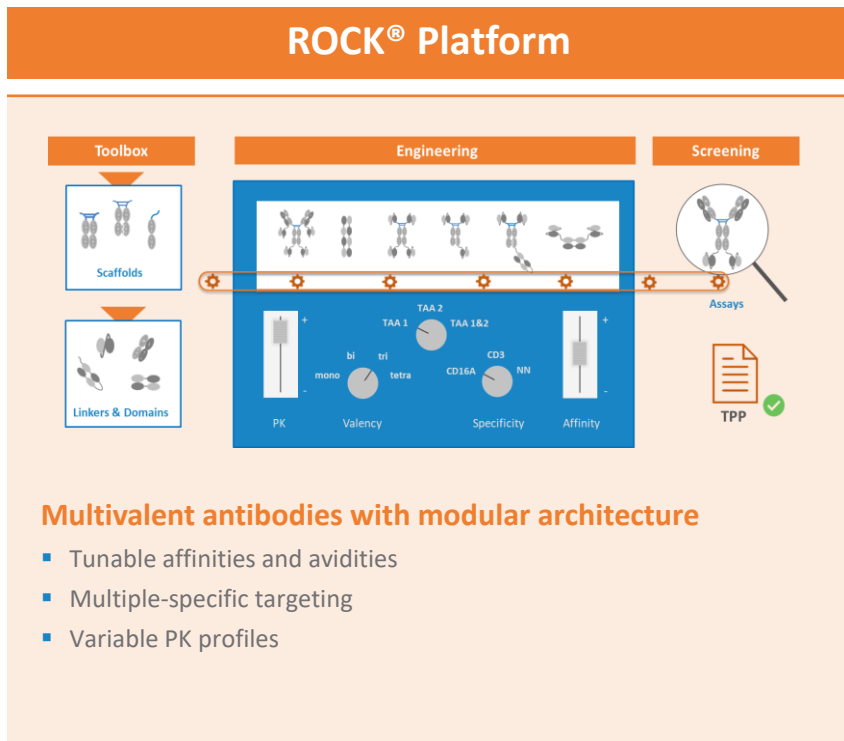 ROCK® Platform
Toolbox
Engineering
Screening
Scaffolds
Linkers & Domains
TAA 2
TAA 1
TAA 1&2
+
-
bi
tri
mono
tetra
CD3
CD16A
NN
+
-
PK
Valency
Specificity
Affinity
Assays
TPP
Multivalent antibodies with modular architecture
▪ Tunable affinities and avidities
▪ Multiple-specific targeting
▪ Variable PK profiles